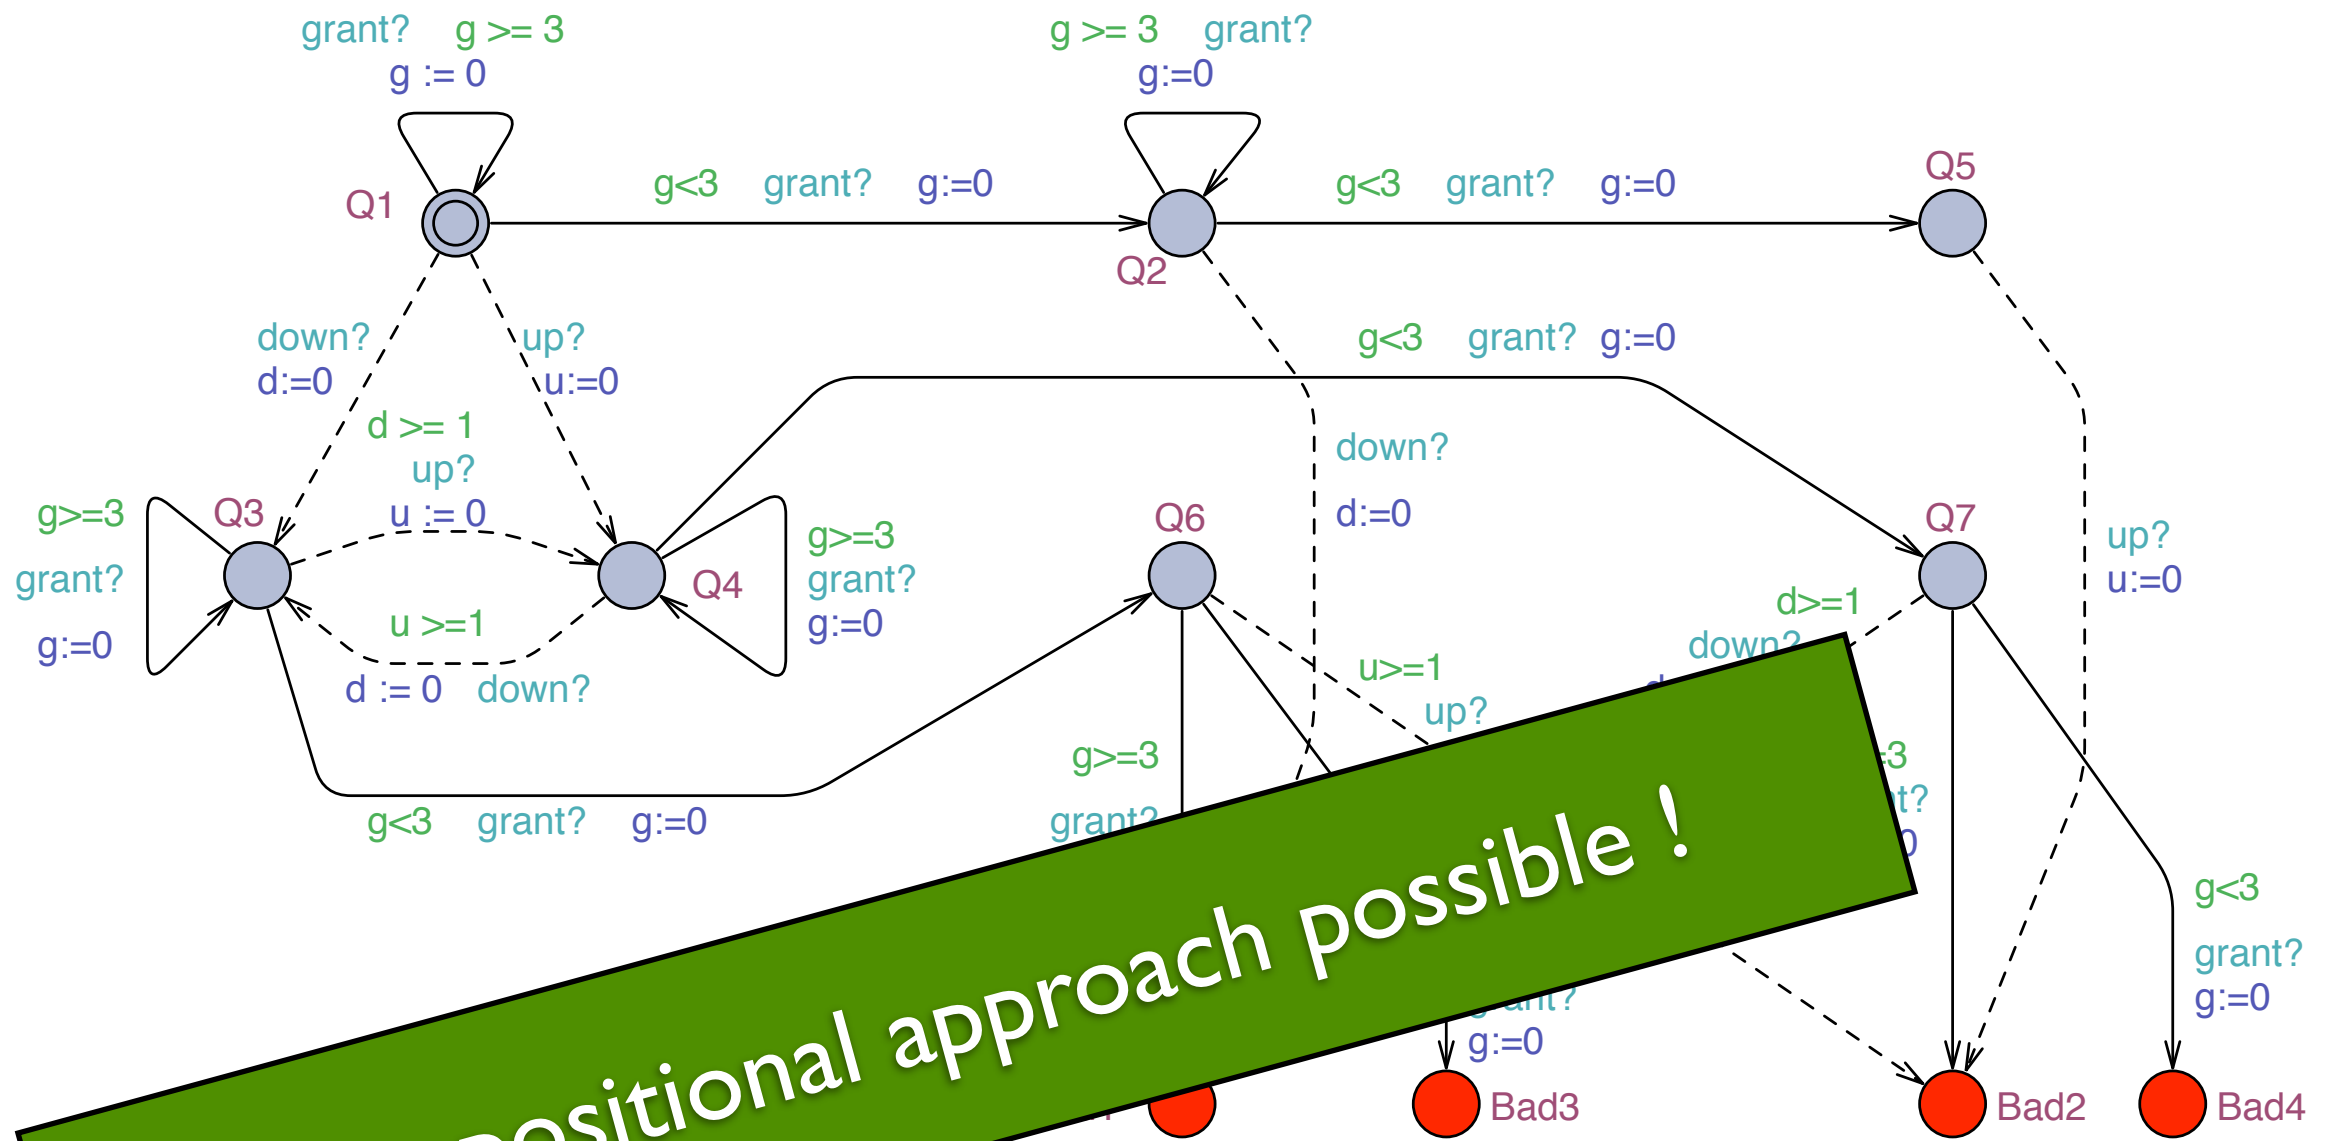 grant? g >= 3
g := 0
g >= 3 grant?
g:=0
Q1
g<3 grant? g:=0
Q2
g<3 grant? g:=0
Q5
down?
d:=0
up?
u:=0
g<3 grant? g:=0
d >= 1
up?
u := 0
down?
d:=0
g>=3
grant?
g:=0
Q3
Q4
g>=3
grant?
g:=0
u >=1
d := 0 down?
Q6
Q7
up?
u:=0
d>=1
down?
u>=1
up?
g>=3
grant?
g<3 grant? g:=0
g<3
grant?
g:=0
approach possible !
g:=0
Bad3
Bad2
Bad4